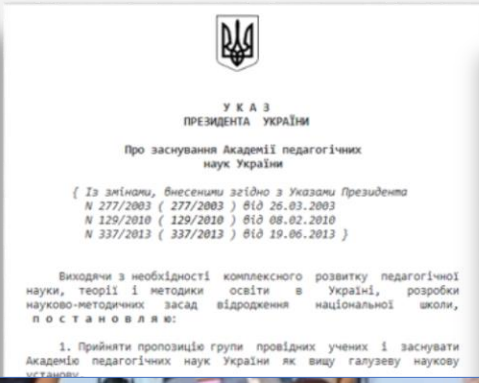 У К А З
ПРЕЗИДЕНТА УКРАЇНИ
Про заснування Академії педагогічних
наук України
{ Із змінами, внесеними згідно з Указами Президента
N 277/2003 ( 277/2003 ) від 26.03.2003
N 129/2010 ( 129/2010 ) від 08.02.2010
N 337/2013 ( 337/2013 ) від 19.06.2013 }
Виходячи з необхідності комплексного розвитку педагогічної
науки, теорії і методики освіти в Україні, розробки
науково-методичних засад відродження національної школи,
п о с т а н о в л я ю:
1. Прийняти пропозицію групи провідних учених і заснувати
Академію педагогічних наук України як вищу галузеву наукову
установу.